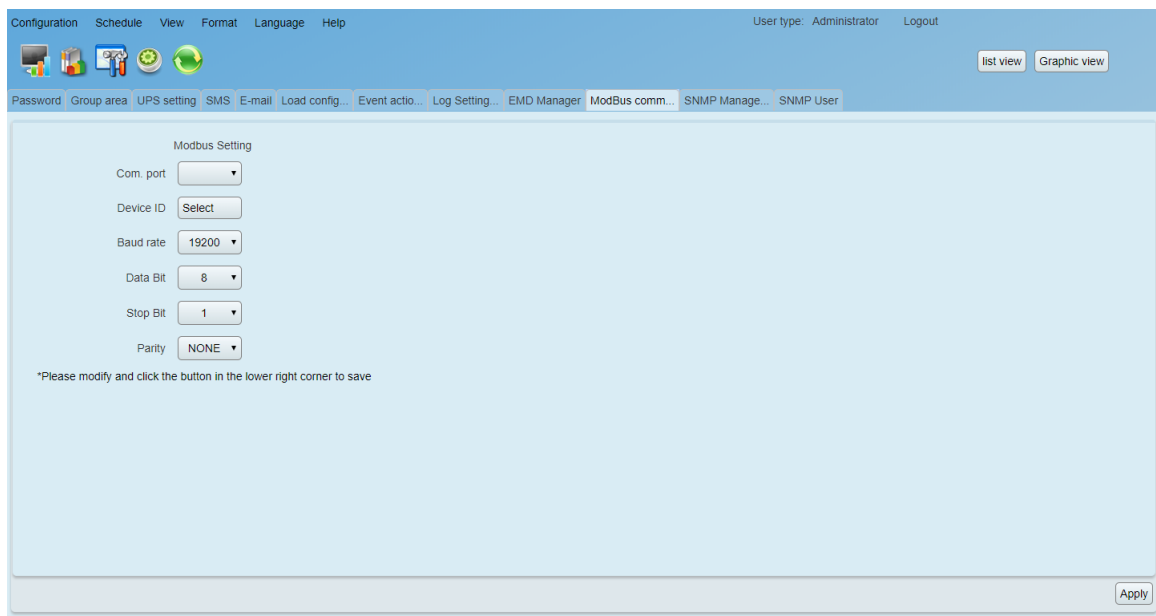 Configuration Schedule View Format Language Help User type: Administrator Logout
list view Graphic view
Password Group area UPS setting SMS E-mail Load config... Event actio... Log Setting... EMD Manager ModBus comm... SNMP Manage... SNMP User
Modbus Setting
Com. port
Device ID Select
Baud rate 19200
Data Bit 8
Stop Bit 1
Parity NONE
*Please modify and click the button in the lower right corner to save
Apply